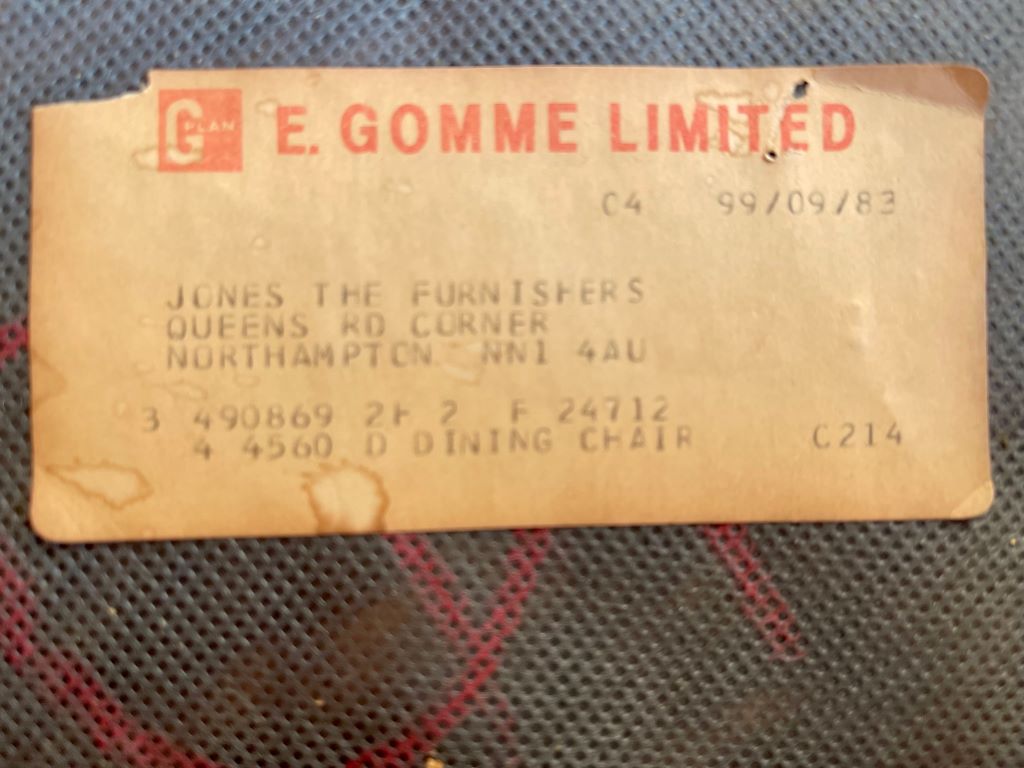 G PLAN E. GOMME LIMITED
C4 99/09/83
JONES THE FURNISHERS
QUEENS RD CORNER
NORTHAMPTON NN1 4AU
3 490869 2F 2 F 24712
4 4560 D DINING CHAIR C214